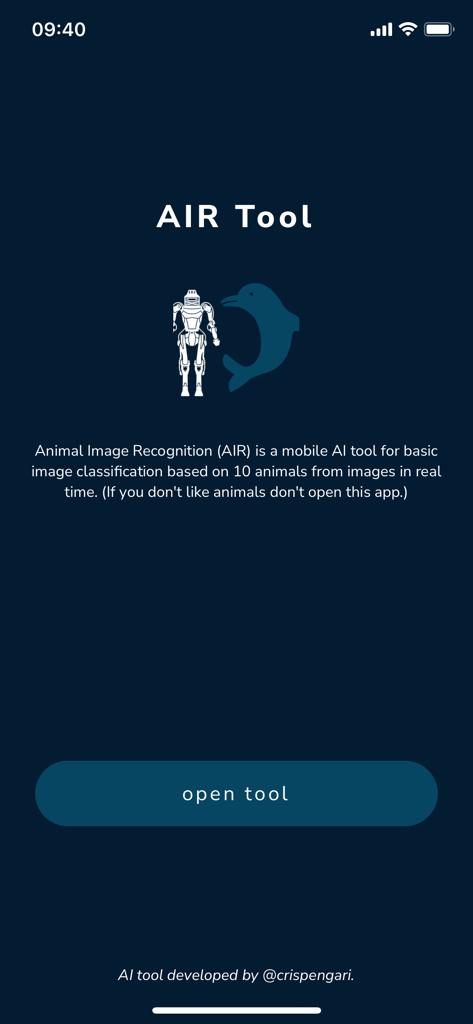 09:40
AIR Tool
Animal Image Recognition (AIR) is a mobile AI tool for basic
image classification based on 10 animals from images in real
time. (If you don't like animals don't open this app.)
open tool
AI tool developed by @crispengari.